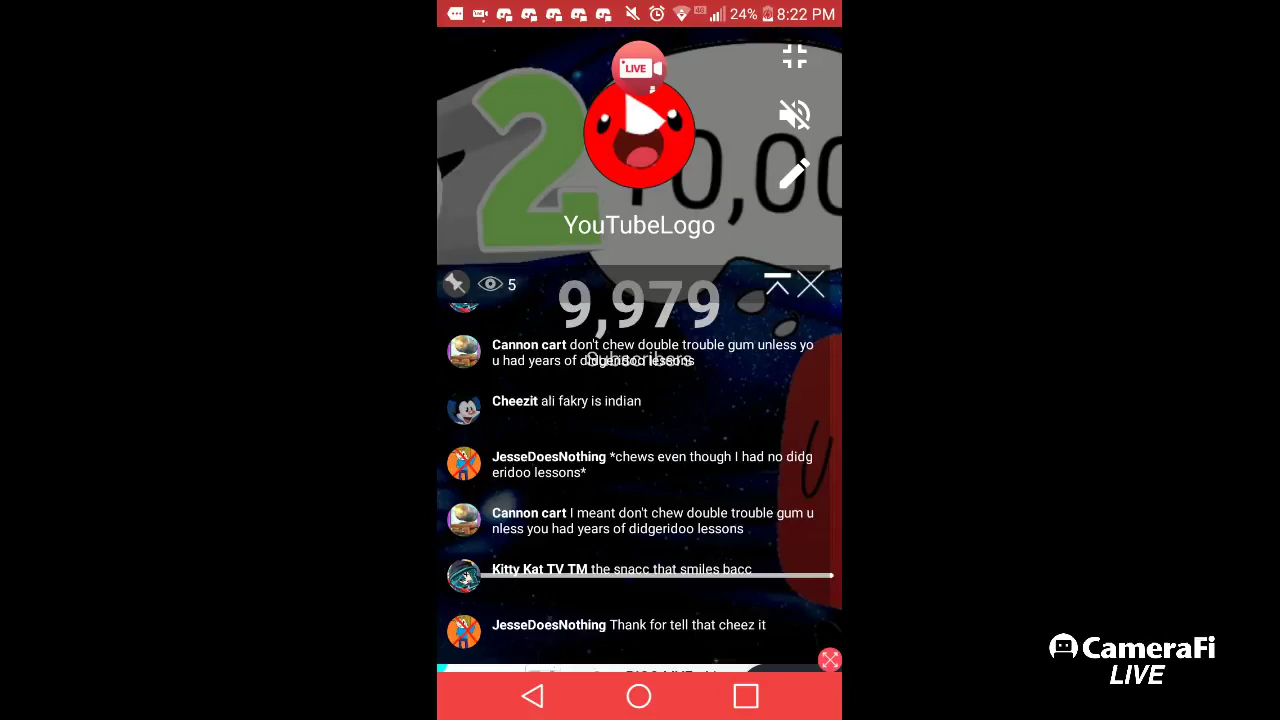 4G 24% 8:22 PM
LIVE
2
10,00
YouTubeLogo
5
9,979
Subscribers
Cannon cart don't chew double trouble gum unless yo
u had years of didgeridoo lessons
Cheezit ali fakry is indian
JesseDoesNothing *chews even though I had no didg
eridoo lessons*
Cannon cart I meant don't chew double trouble gum u
nless you had years of didgeridoo lessons
Kitty Kat TV TM the snacc that smiles bacc
JesseDoesNothing Thank for tell that cheez it
CameraFi
LIVE